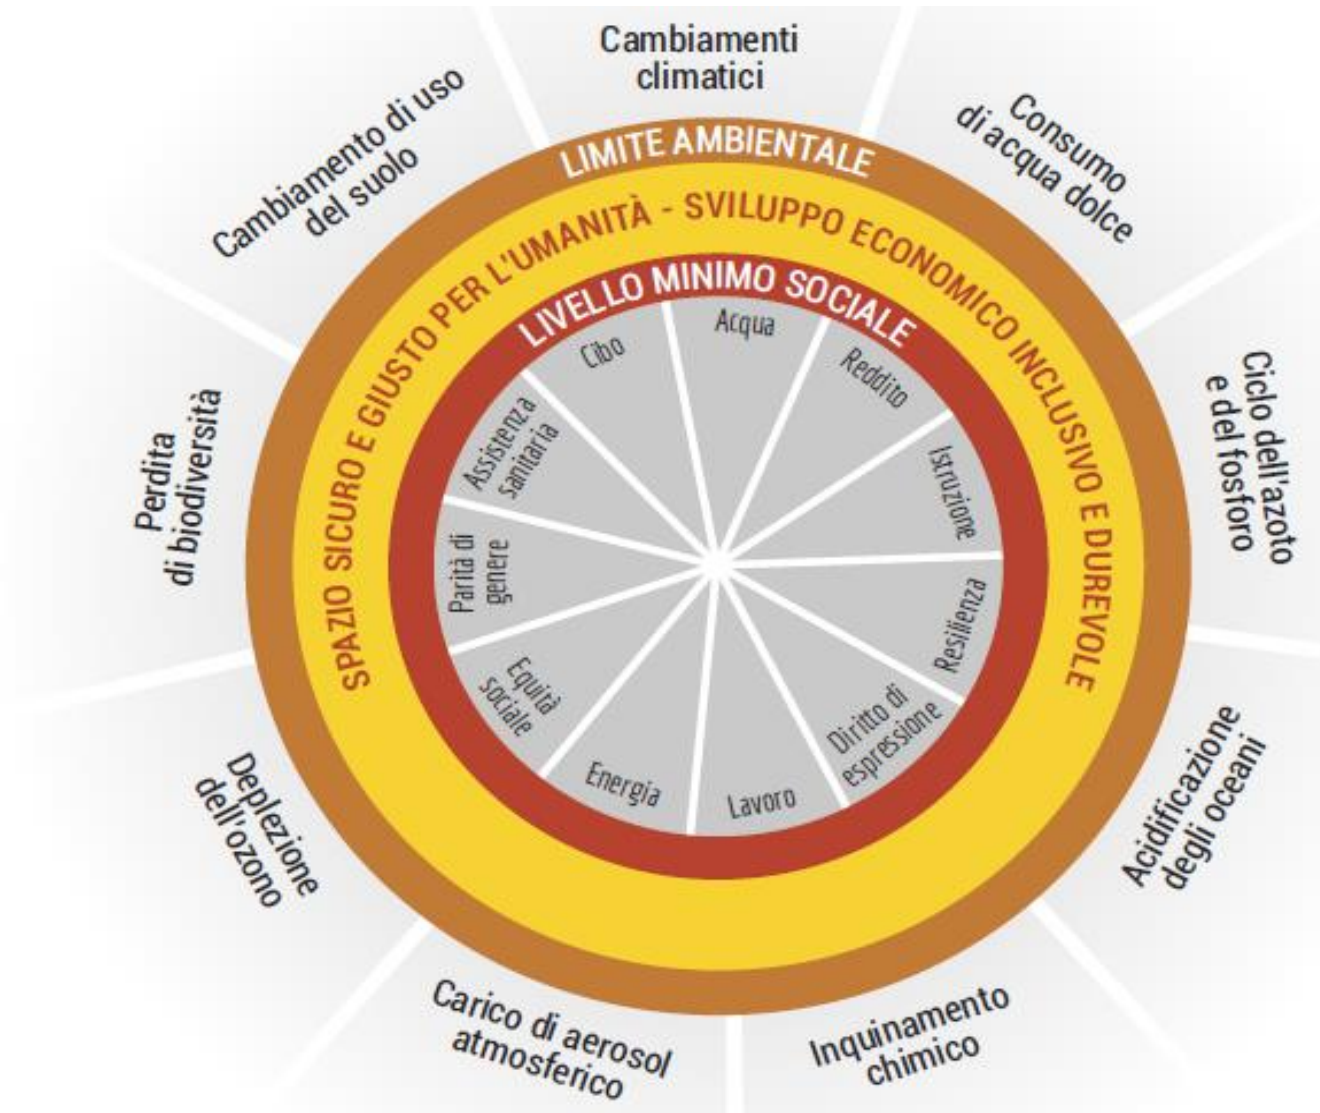 Cambiamenti
climatici
Consumo
di acqua dolce
Ciclo dell'azoto
e del fosforo
Acidificazione
degli oceani
Inquinamento
chimico
Carico di aerosol
atmosferico
Deplezione
dell'ozono
Perdita
di biodiversità
Cambiamento di uso
del suolo
LIMITE AMBIENTALE
SPAZIO SICURO E GIUSTO PER L'UMANITÀ - SVILUPPO ECONOMICO INCLUSIVO E DUREVOLE
LIVELLO MINIMO SOCIALE
Acqua
Reddito
Istruzione
Resilienza
Diritto di
espressione
Lavoro
Energia
Equità
sociale
Parità di
genere
Assistenza
sanitaria
Cibo